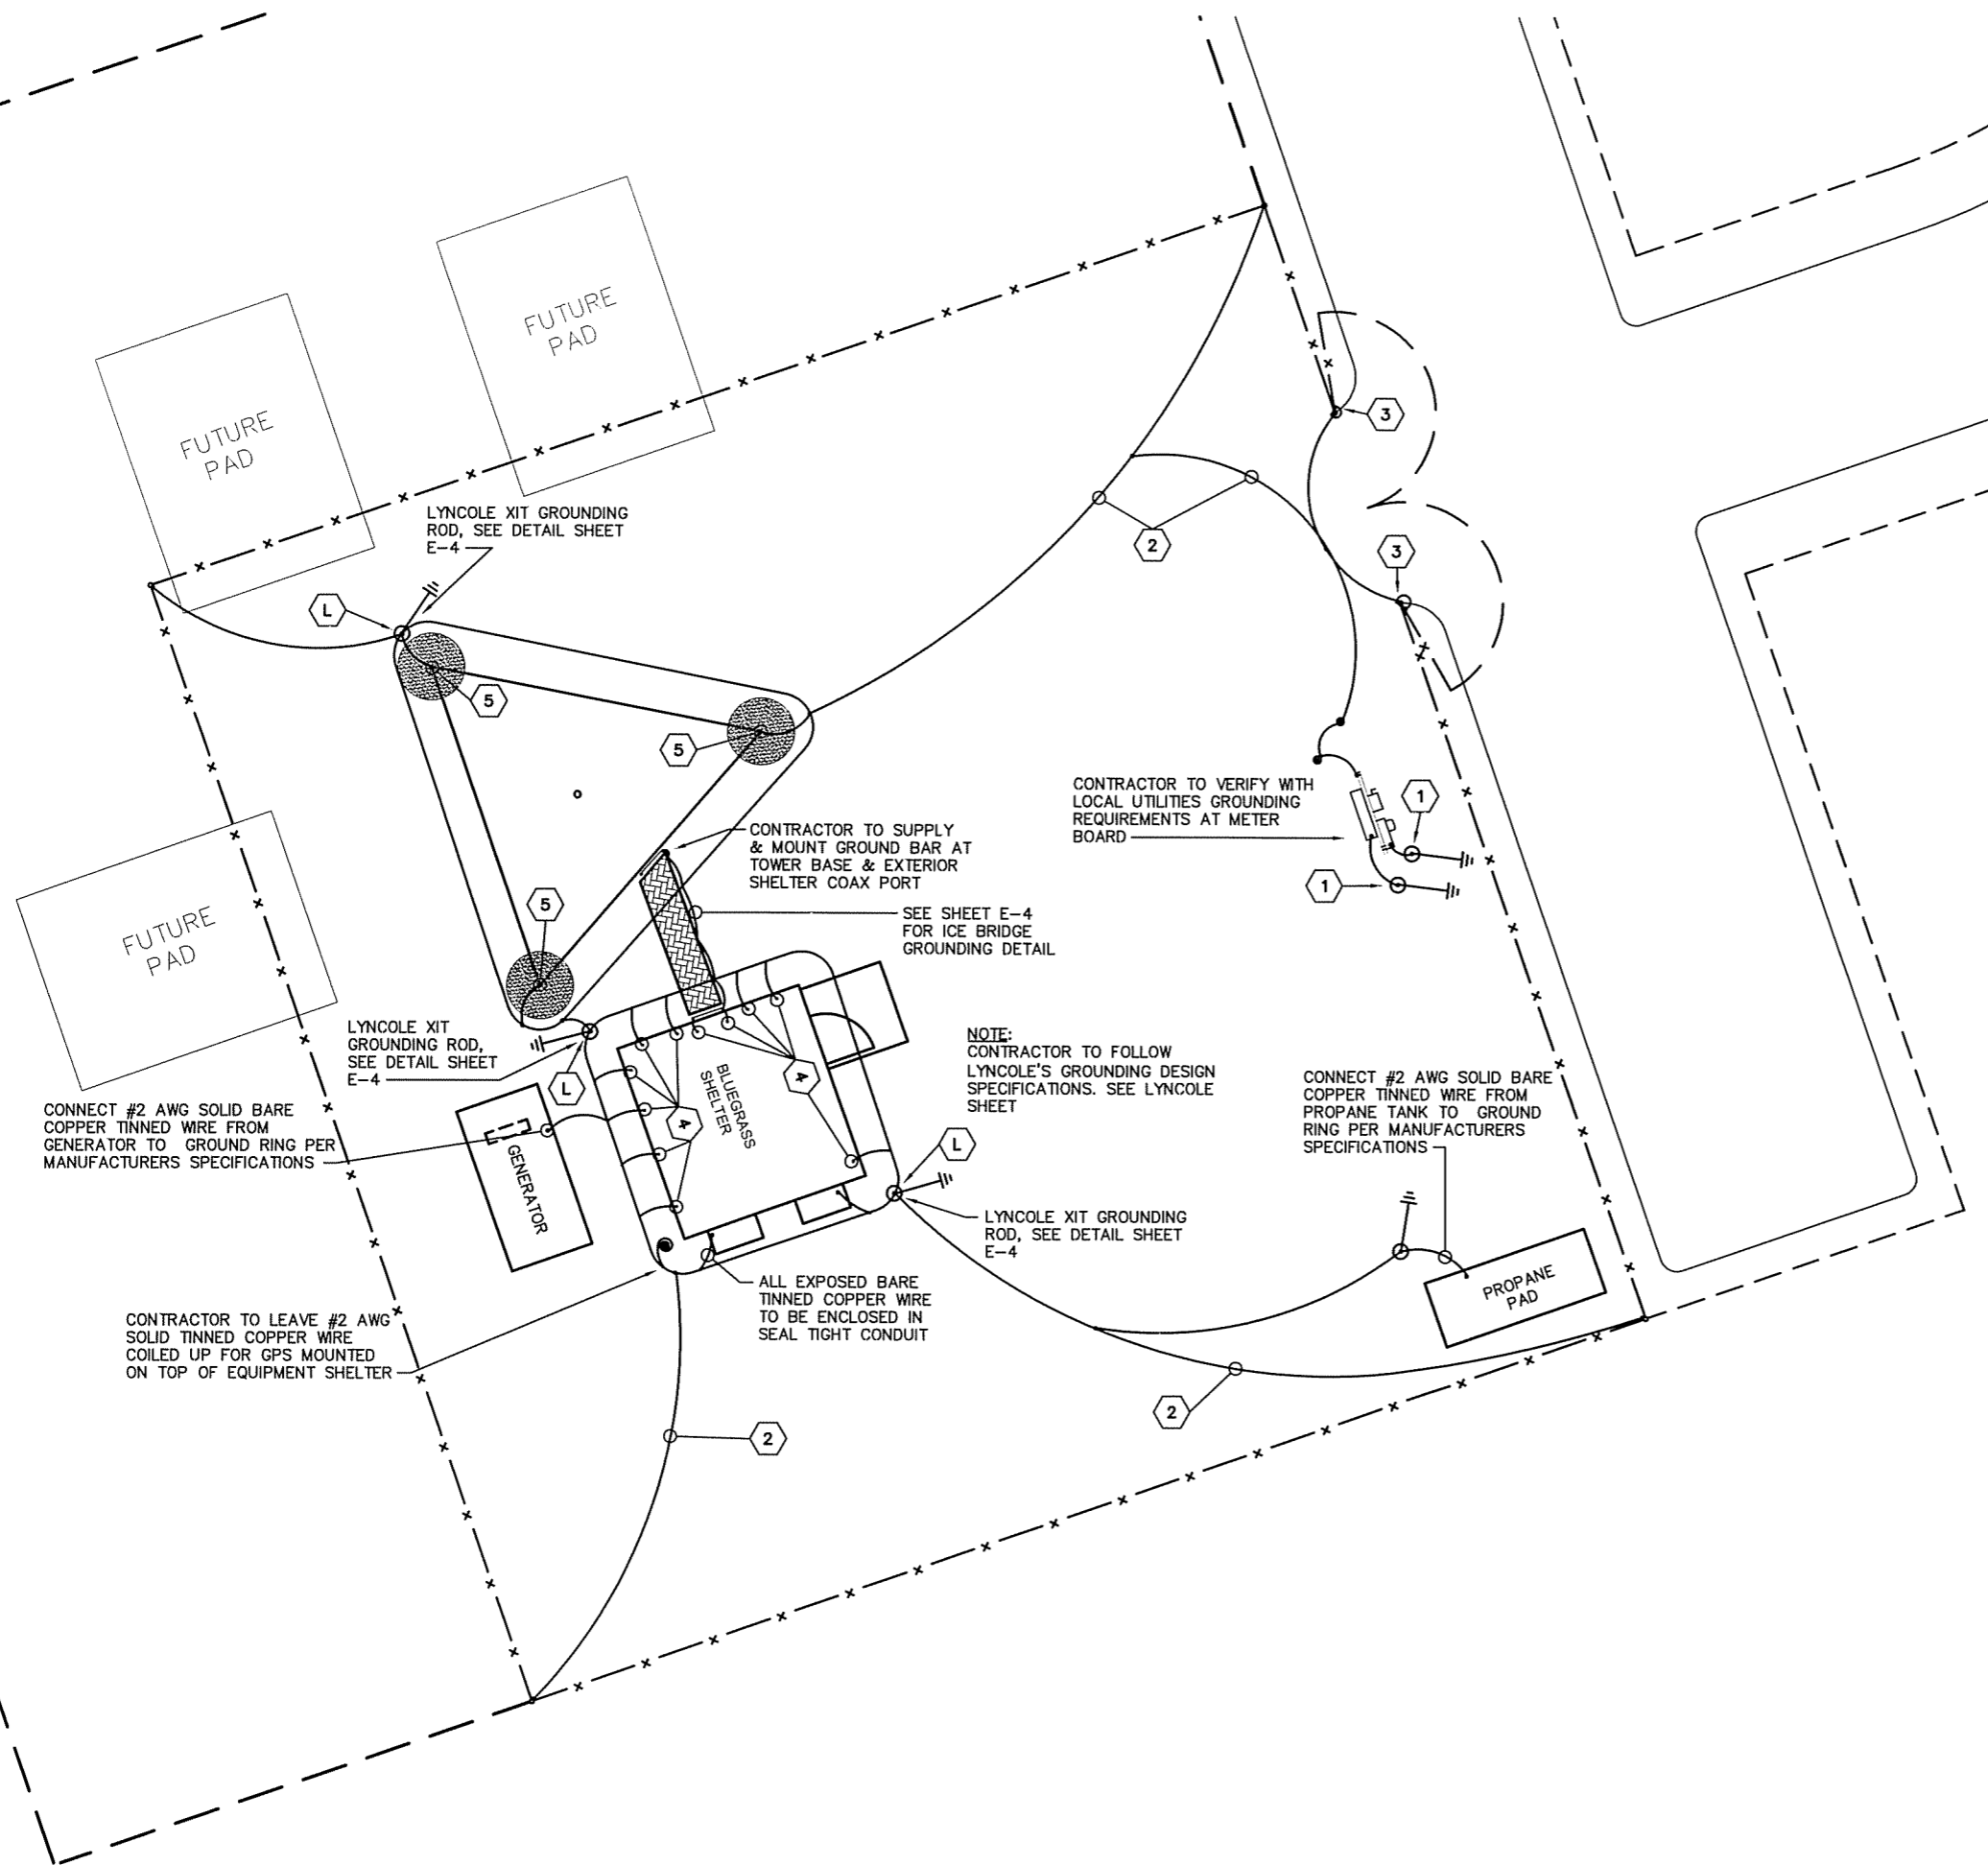 FUTURE
PAD
FUTURE
PAD
3
2
3
LYNCOLE XIT GROUNDING
ROD, SEE DETAIL SHEET
E-4
L
5
5
CONTRACTOR TO VERIFY WITH
LOCAL UTILITIES GROUNDING
REQUIREMENTS AT METER
BOARD
1
1
CONTRACTOR TO SUPPLY
& MOUNT GROUND BAR AT
TOWER BASE & EXTERIOR
SHELTER COAX PORT
5
SEE SHEET E-4
FOR ICE BRIDGE
GROUNDING DETAIL
FUTURE
PAD
LYNCOLE XIT
GROUNDING ROD,
SEE DETAIL SHEET
E-4
L
BLUEGRASS
SHELTER
4
4
NOTE:
CONTRACTOR TO FOLLOW
LYNCOLE'S GROUNDING DESIGN
SPECIFICATIONS. SEE LYNCOLE
SHEET
CONNECT #2 AWG SOLID BARE
COPPER TINNED WIRE FROM
PROPANE TANK TO GROUND
RING PER MANUFACTURERS
SPECIFICATIONS
CONNECT #2 AWG SOLID BARE
COPPER TINNED WIRE FROM
GENERATOR TO GROUND RING PER
MANUFACTURERS SPECIFICATIONS
GENERATOR
L
LYNCOLE XIT GROUNDING
ROD, SEE DETAIL SHEET
E-4
PROPANE
PAD
ALL EXPOSED BARE
TINNED COPPER WIRE
TO BE ENCLOSED IN
SEAL TIGHT CONDUIT
CONTRACTOR TO LEAVE #2 AWG
SOLID TINNED COPPER WIRE
COILED UP FOR GPS MOUNTED
ON TOP OF EQUIPMENT SHELTER
2
2